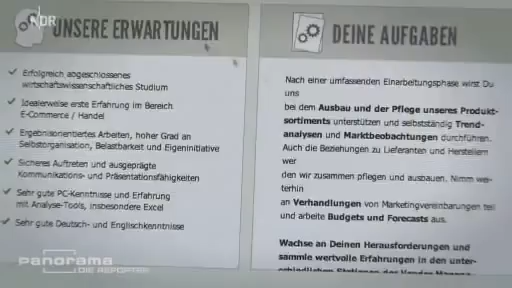 NDR
UNSERE ERWARTUNGEN
Erfolgreich abgeschlossenes
wirtschaftswissenschaftliches Studium
Idealerweise erste Erfahrung im Bereich
E-Commerce / Handel
Ergebnisorientiertes Arbeiten, hoher Grad an
Selbstorganisation, Belastbarkeit und Eigeninitiative
Sicheres Auftreten und ausgeprägte
Kommunikations- und Präsentationsfähigkeiten
Sehr gute PC-Kenntnisse und Erfahrung
mit Analyse-Tools, insbesondere Excel
Sehr gute Deutsch- und Englischkenntnisse
DEINE AUFGABEN
Nach einer umfassenden Einarbeitungsphase wirst Du
uns
bei dem Ausbau und der Pflege unseres Produkt-
sortiments unterstützen und selbstständig Trend-
analysen und Marktbeobachtungen durchführen.
Auch die Beziehungen zu Lieferanten und Herstellern
wer
den wir zusammen pflegen und ausbauen. Nimm wei-
terhin
an Verhandlungen von Marketingvereinbarungen teil
und arbeite Budgets und Forecasts aus.
Wachse an Deinen Herausforderungen und
sammle wertvolle Erfahrungen in den unter-
schiedlichen Stationen des Vendor Manage-
panorama
DIE REPORTER